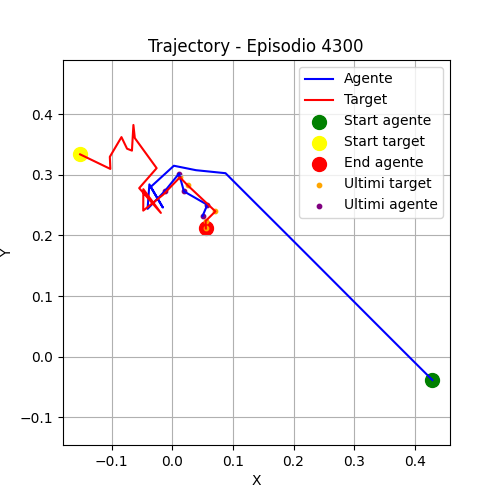 Trajectory - Episodio 4300
Agente
Target
Start agente
Start target
End agente
Ultimi target
Ultimi agente
Y
0.4
0.3
0.2
0.1
0.0
−0.1
−0.1
0.0
0.1
0.2
0.3
0.4
X